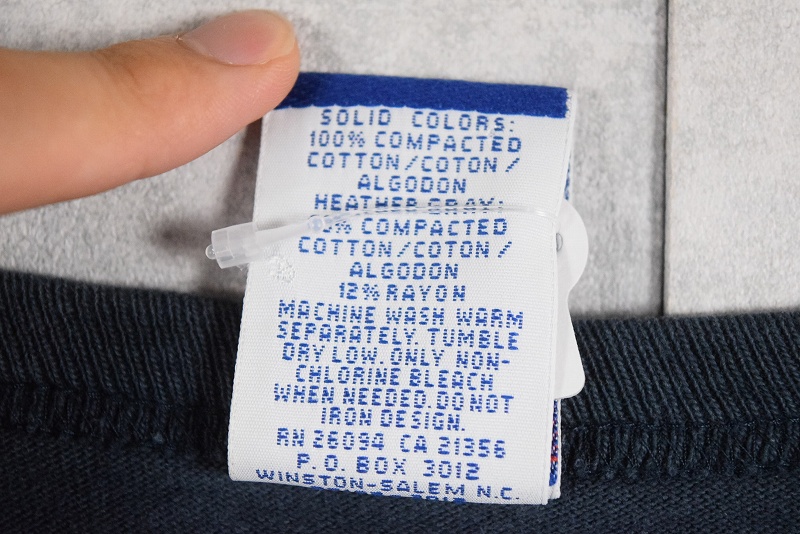 SOLID COLORS:
100% COMPACTED
COTTON/COTON/
ALGODON
HEATHER GRAY:
COMPACTED
COTTON/COTON/
ALGODON
12% RAYON
MACHINE WASH WARM
SEPARATELY. TUMBLE
DRY LOW. ONLY NON-
CHLORINE BLEACH
WHEN NEEDED. DO NOT
IRON DESIGN.
RN 26094 CA 21356
P.O. BOX 3012
WINSTON-SALEM N.C.